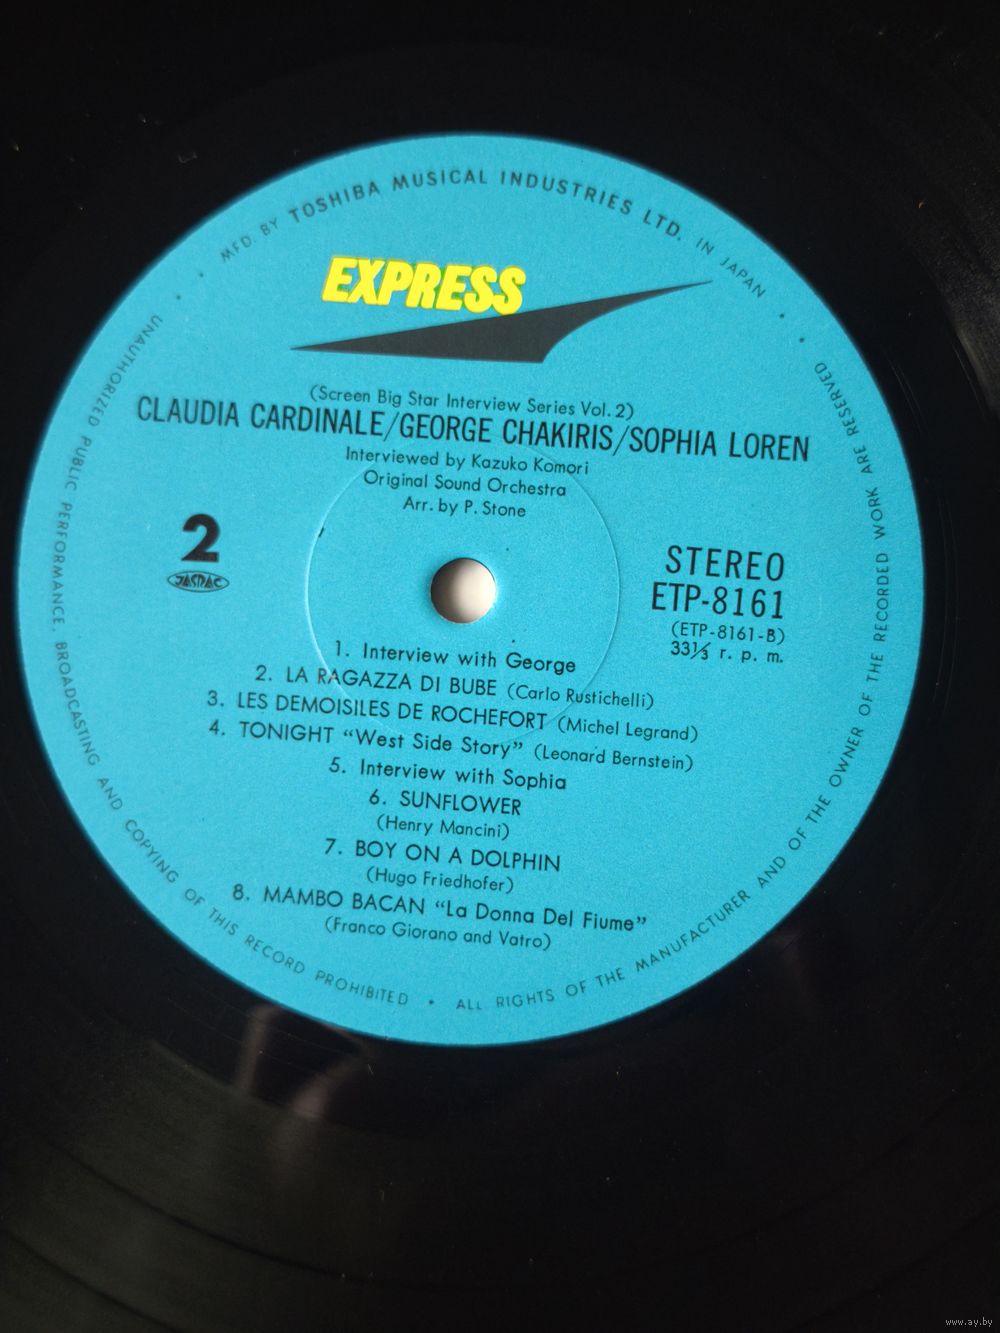 MFD. BY TOSHIBA MUSICAL INDUSTRIES LTD. IN JAPAN
EXPRESS
(Screen Big Star Interview Series Vol. 2)
CLAUDIA CARDINALE/GEORGE CHAKIRIS/SOPHIA LOREN
Interviewed by Kazuko Komori
Original Sound Orchestra
Arr. by P. Stone
2
JASRAC
STEREO
ETP-8161
(ETP-8161-B)
33⅓ r. p. m.
1. Interview with George
2. LA RAGAZZA DI BUBE (Carlo Rustichelli)
3. LES DEMOISILES DE ROCHEFORT (Michel Legrand)
4. TONIGHT “West Side Story” (Leonard Bernstein)
5. Interview with Sophia
6. SUNFLOWER
(Henry Mancini)
7. BOY ON A DOLPHIN
(Hugo Friedhofer)
8. MAMBO BACAN “La Donna Del Fiume”
(Franco Giorano and Vatro)
UNAUTHORIZED PUBLIC PERFORMANCE, BROADCASTING AND COPYING OF THIS RECORD PROHIBITED • ALL RIGHTS OF THE MANUFACTURER AND OF THE OWNER OF THE RECORDED WORK ARE RESERVED
www.ay.by